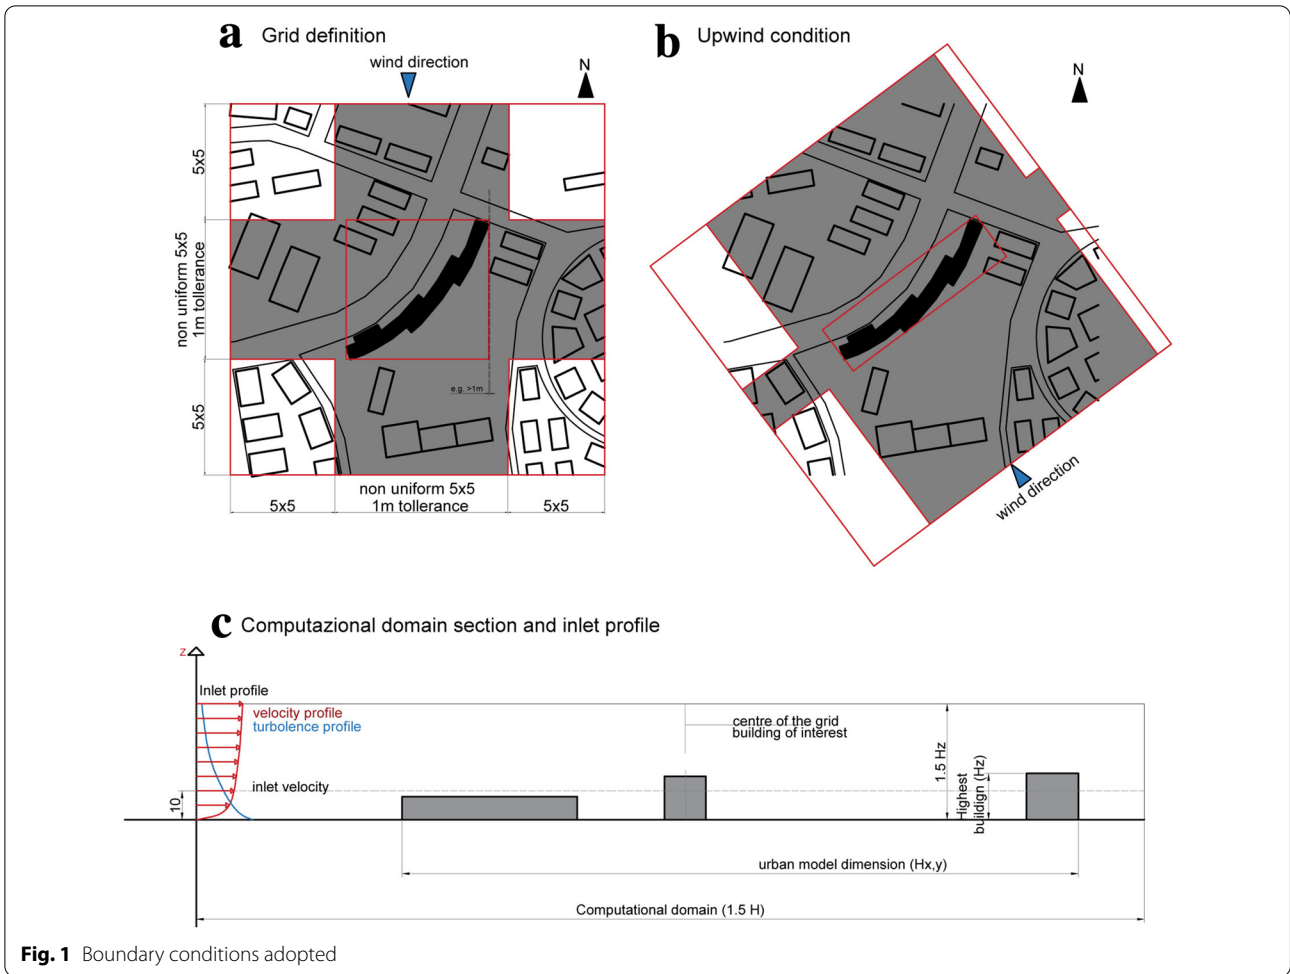 a Grid definition
wind direction
N
5x5
non uniform 5x5
1m tollerance
5x5
e.g. >1m
5x5
non uniform 5x5
1m tollerance
5x5
b Upwind condition
N
wind direction
c Computazional domain section and inlet profile
z
Inlet profile
velocity profile
turbolence profile
inlet velocity
10
centre of the grid
building of interest
1.5 Hz
Highest
buildign (Hz)
urban model dimension (Hx,y)
Computational domain (1.5 H)
Fig. 1 Boundary conditions adopted